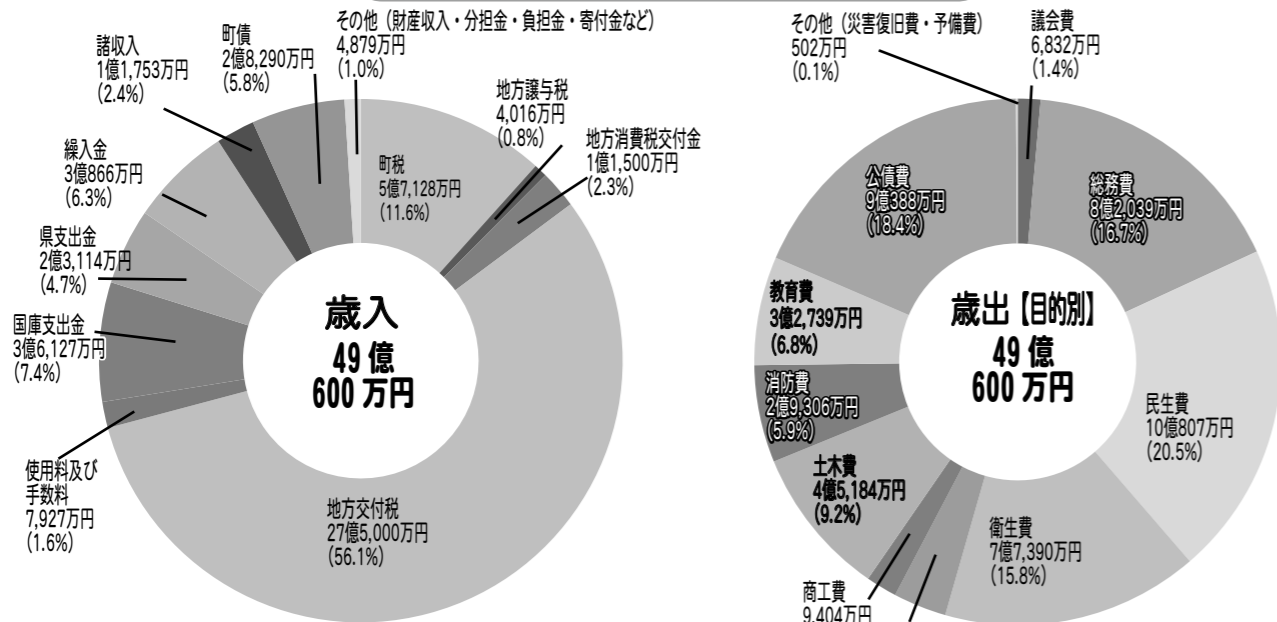 その他（財産収入・分担金・負担金・寄付金など）
4,879万円
(1.0%)
町債
2億8,290万円
(5.8%)
諸収入
1億1,753万円
(2.4%)
繰入金
3億866万円
(6.3%)
県支出金
2億3,114万円
(4.7%)
国庫支出金
3億6,127万円
(7.4%)
使用料及び
手数料
7,927万円
(1.6%)
町税
5億7,128万円
(11.6%)
地方譲与税
4,016万円
(0.8%)
地方消費税交付金
1億1,500万円
(2.3%)
歳入
49 億
600 万円
地方交付税
27億5,000万円
(56.1%)
その他（災害復旧費・予備費）
502万円
(0.1%)
議会費
6,832万円
(1.4%)
公債費
9億388万円
(18.4%)
総務費
8億2,039万円
(16.7%)
教育費
3億2,739万円
(6.8%)
歳出【目的別】
49 億
600 万円
消防費
2億9,306万円
(5.9%)
民生費
10億807万円
(20.5%)
土木費
4億5,184万円
(9.2%)
衛生費
7億7,390万円
(15.8%)
商工費
9,404万円